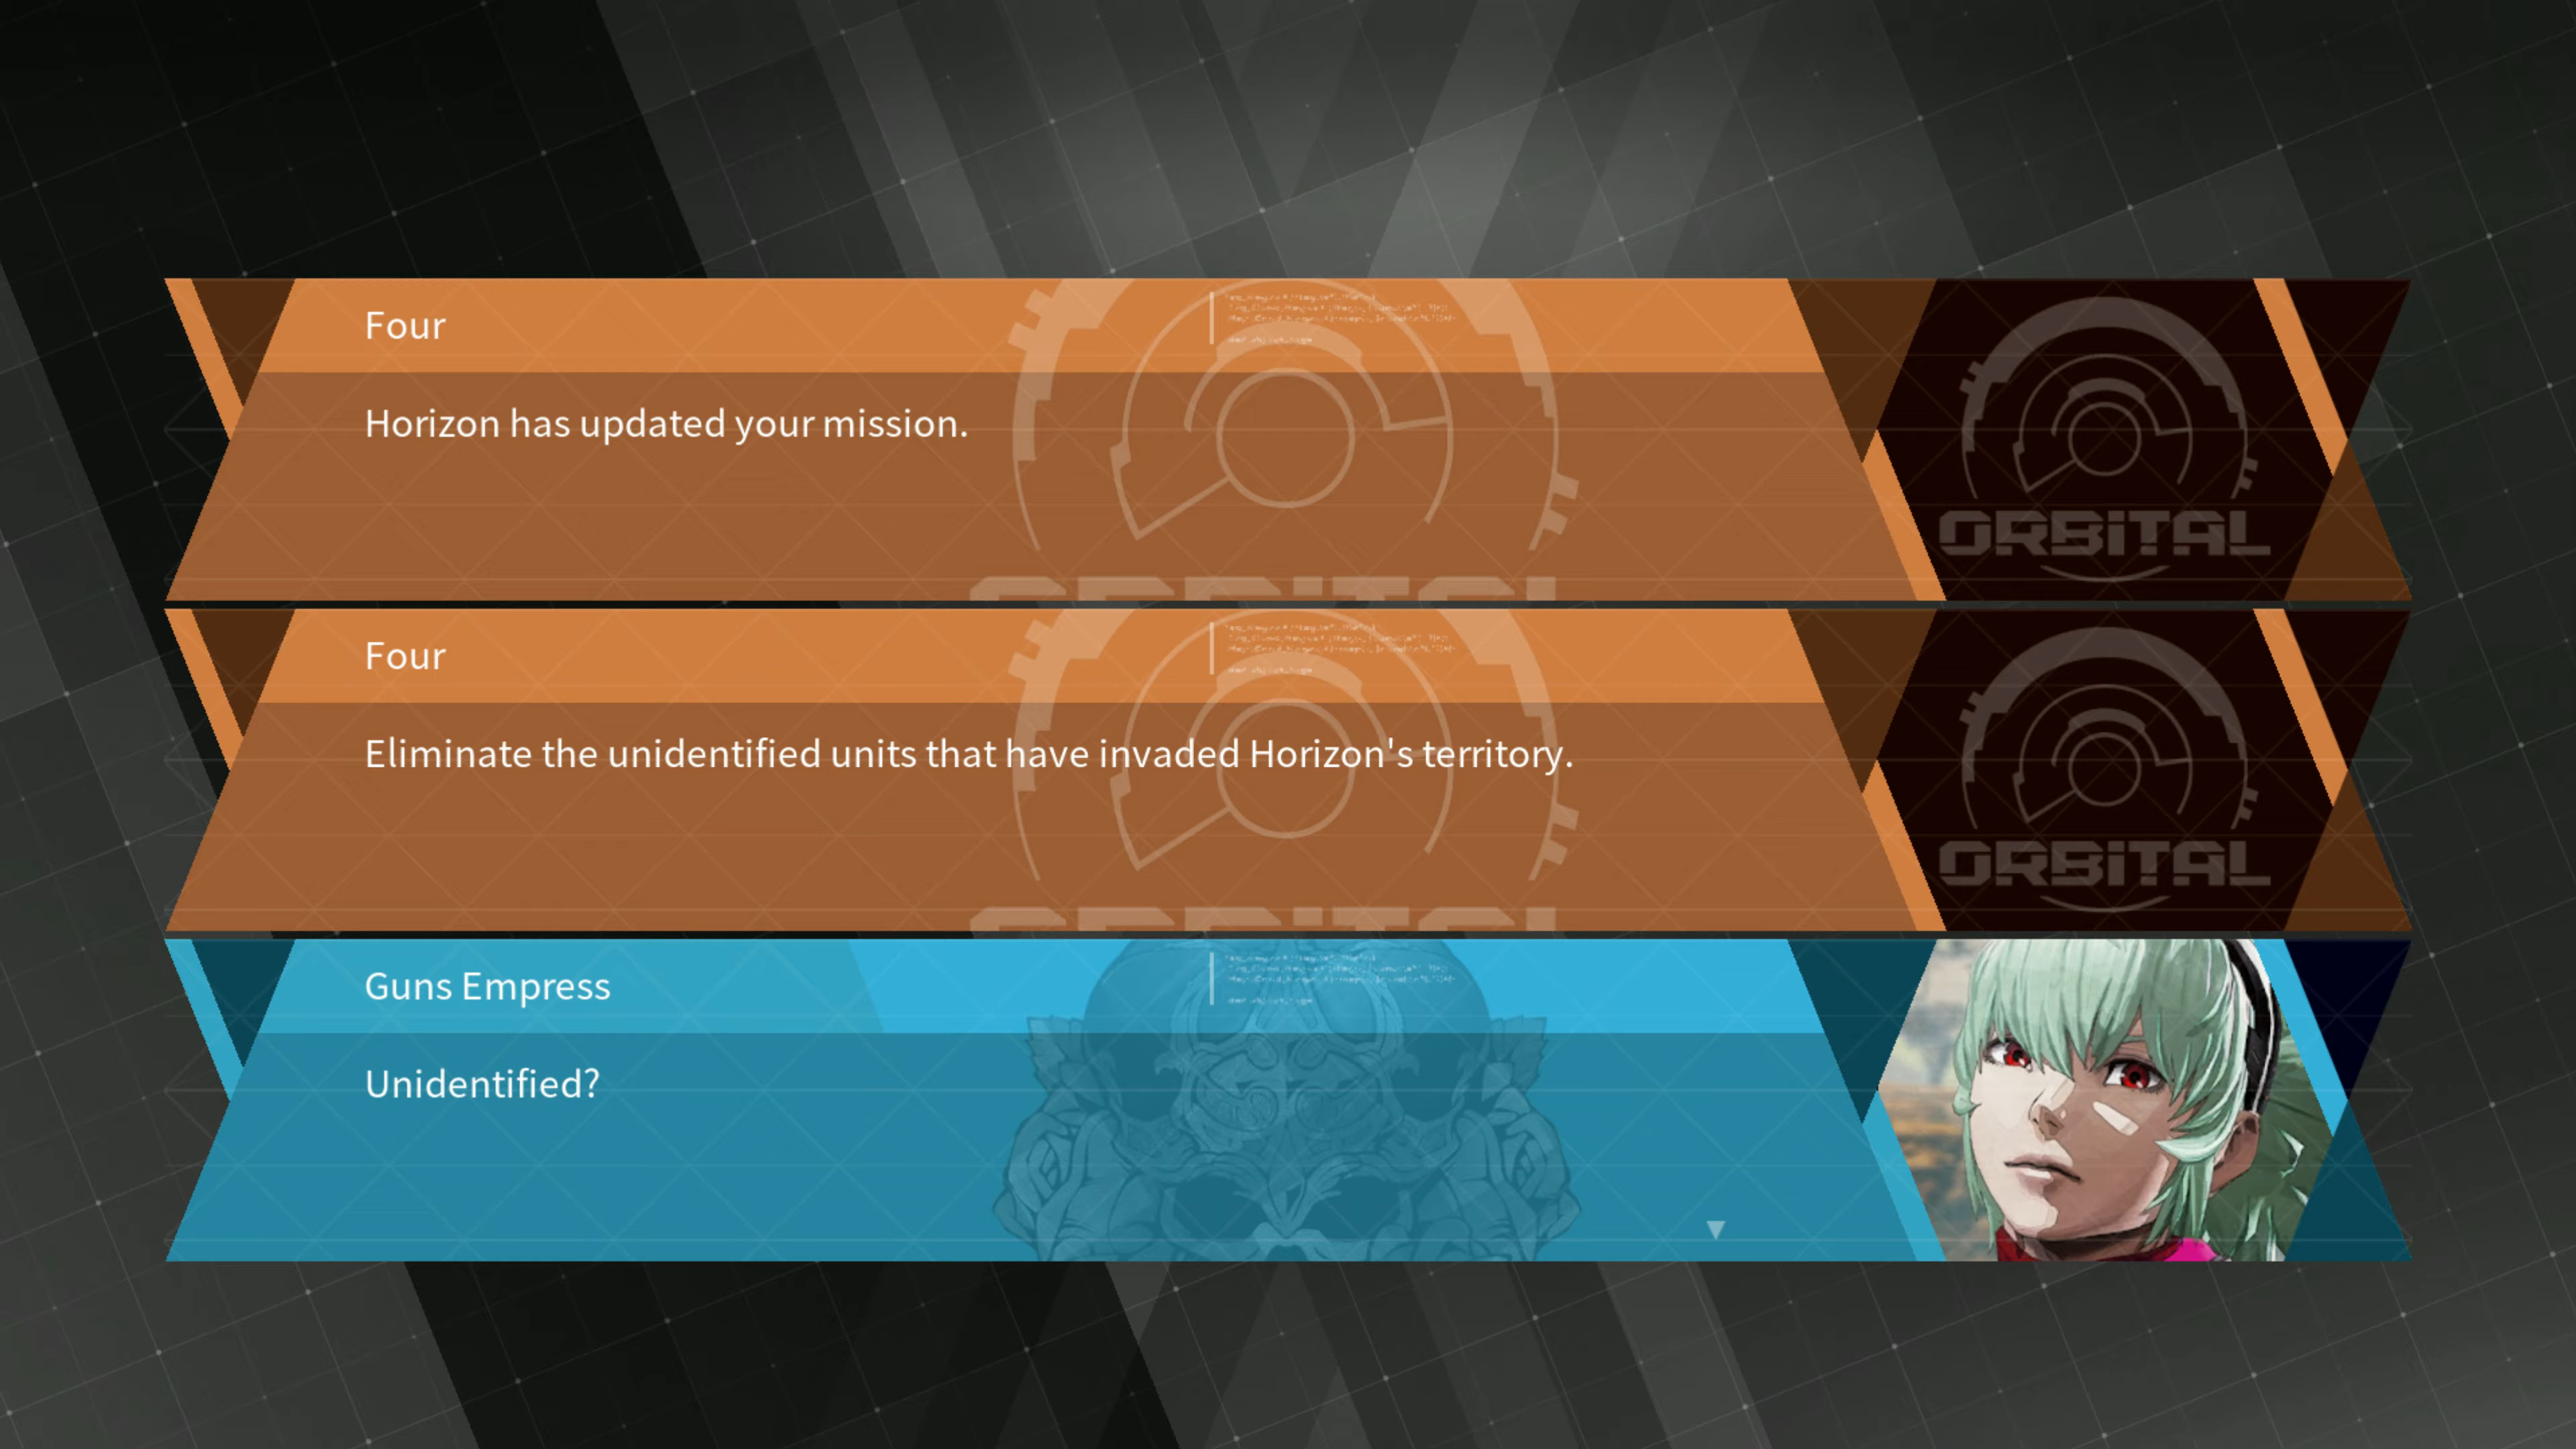 Four
Horizon has updated your mission.
ORBiTAL
Four
Eliminate the unidentified units that have invaded Horizon's territory.
ORBiTAL
Guns Empress
Unidentified?